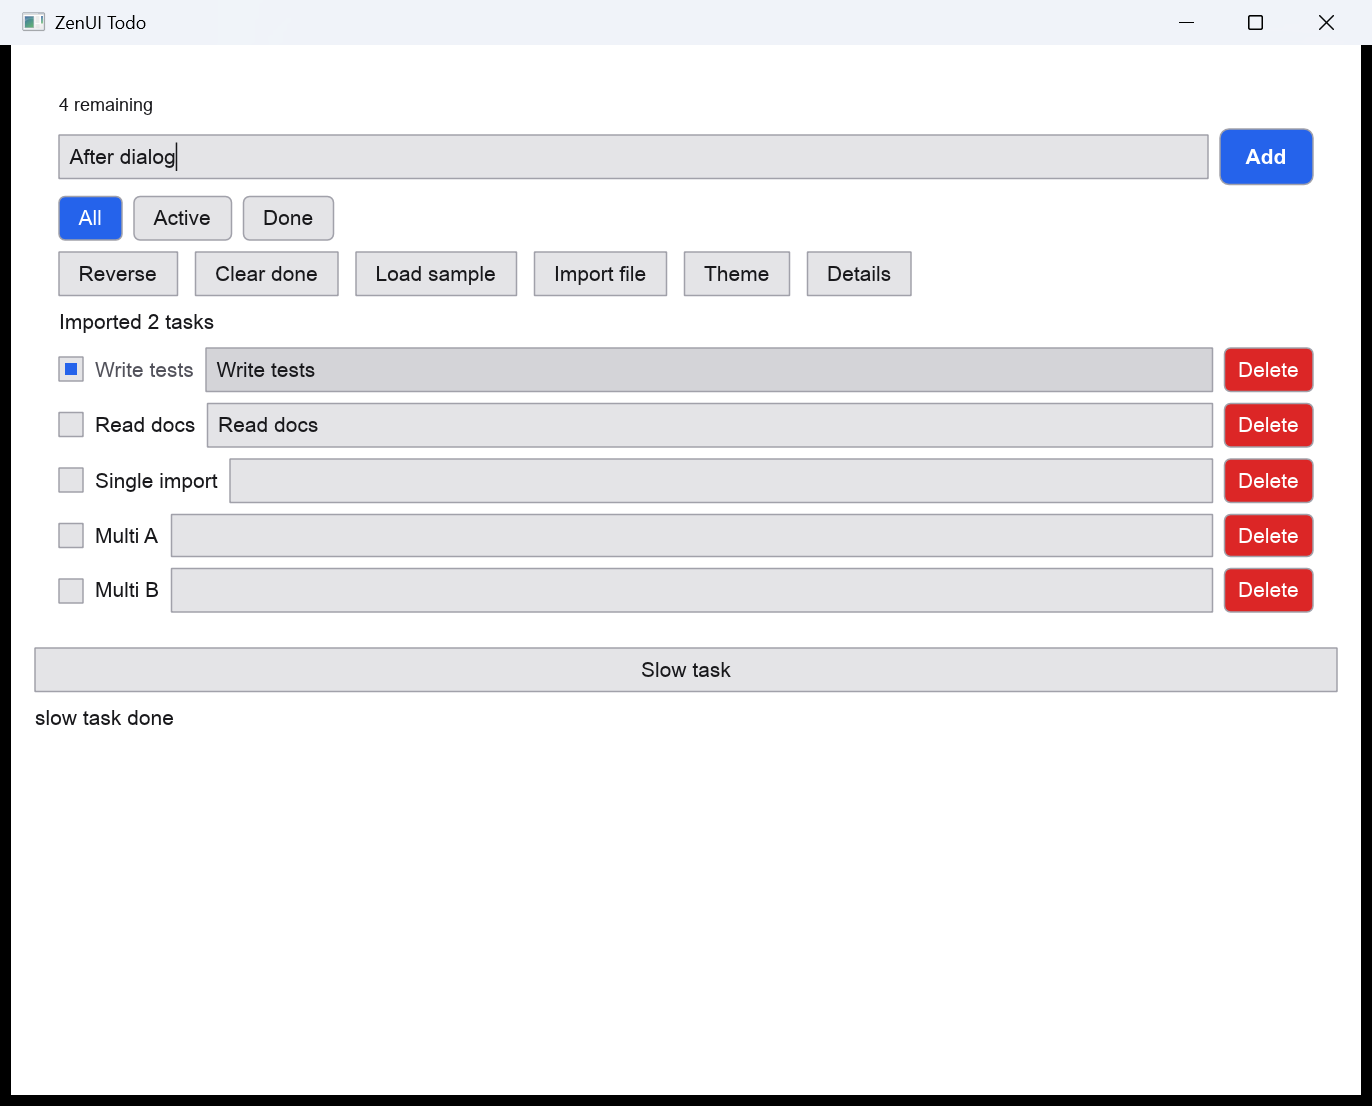 ZenUI Todo
4 remaining
After dialog Add
All Active Done
Reverse Clear done Load sample Import file Theme Details
Imported 2 tasks
Write tests Write tests Delete
Read docs Read docs Delete
Single import Delete
Multi A Delete
Multi B Delete
Slow task
slow task done